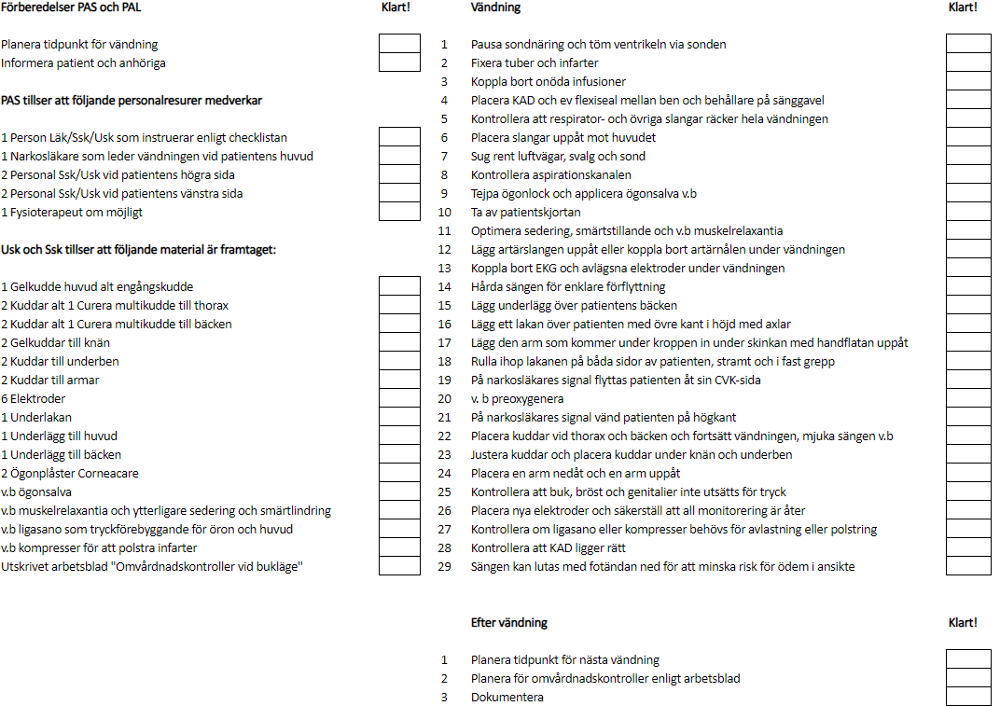 Förberedelser PAS och PAL Klart!
Planera tidpunkt för vändning
Informera patient och anhöriga
PAS tillser att följande personalresurer medverkar
1 Person Läk/Ssk/Usk som instruerar enligt checklistan
1 Narkosläkare som leder vändningen vid patientens huvud
2 Personal Ssk/Usk vid patientens högra sida
2 Personal Ssk/Usk vid patientens vänstra sida
1 Fysioterapeut om möjligt
Usk och Ssk tillser att följande material är framtaget:
1 Gelkudde huvud alt engångskudde
2 Kuddar alt 1 Curera multikudde till thorax
2 Kuddar alt 1 Curera multikudde till bäcken
2 Gelkuddar till knän
2 Kuddar till underben
2 Kuddar till armar
6 Elektroder
1 Underlakan
1 Underlägg till huvud
1 Underlägg till bäcken
2 Ögonplåster Corneacare
v.b ögonsalva
v.b muskelrelaxantia och ytterligare sedering och smärtlindring
v.b ligasano som tryckförebyggande för öron och huvud
v.b kompresser för att polstra infarter
Utskrivet arbetsblad "Omvårdnadskontroller vid bukläge"
Vändning Klart!
1 Pausa sondnäring och töm ventrikeln via sonden
2 Fixera tuber och infarter
3 Koppla bort onöda infusioner
4 Placera KAD och ev flexiseal mellan ben och behållare på sänggavel
5 Kontrollera att respirator- och övriga slangar räcker hela vändningen
6 Placera slangar uppåt mot huvudet
7 Sug rent luftvägar, svalg och sond
8 Kontrollera aspirationskanalen
9 Tejpa ögonlock och applicera ögonsalva v.b
10 Ta av patientskjortan
11 Optimera sedering, smärtstillande och v.b muskelrelaxantia
12 Lägg artärslangen uppåt eller koppla bort artärnålen under vändningen
13 Koppla bort EKG och avlägsna elektroder under vändningen
14 Hårda sängen för enklare förflyttning
15 Lägg underlägg över patientens bäcken
16 Lägg ett lakan över patienten med övre kant i höjd med axlar
17 Lägg den arm som kommer under kroppen in under skinkan med handflatan uppåt
18 Rulla ihop lakanen på båda sidor av patienten, stramt och i fast grepp
19 På narkosläkares signal flyttas patienten åt sin CVK-sida
20 v. b preoxygenera
21 På narkosläkares signal vänd patienten på högkant
22 Placera kuddar vid thorax och bäcken och fortsätt vändningen, mjuka sängen v.b
23 Justera kuddar och placera kuddar under knän och underben
24 Placera en arm nedåt och en arm uppåt
25 Kontrollera att buk, bröst och genitalier inte utsätts för tryck
26 Placera nya elektroder och säkerställ att all monitorering är åter
27 Kontrollera om ligasano eller kompresser behövs för avlastning eller polstring
28 Kontrollera att KAD ligger rätt
29 Sängen kan lutas med fotändan ned för att minska risk för ödem i ansikte
Efter vändning Klart!
1 Planera tidpunkt för nästa vändning
2 Planera för omvårdnadskontroller enligt arbetsblad
3 Dokumentera